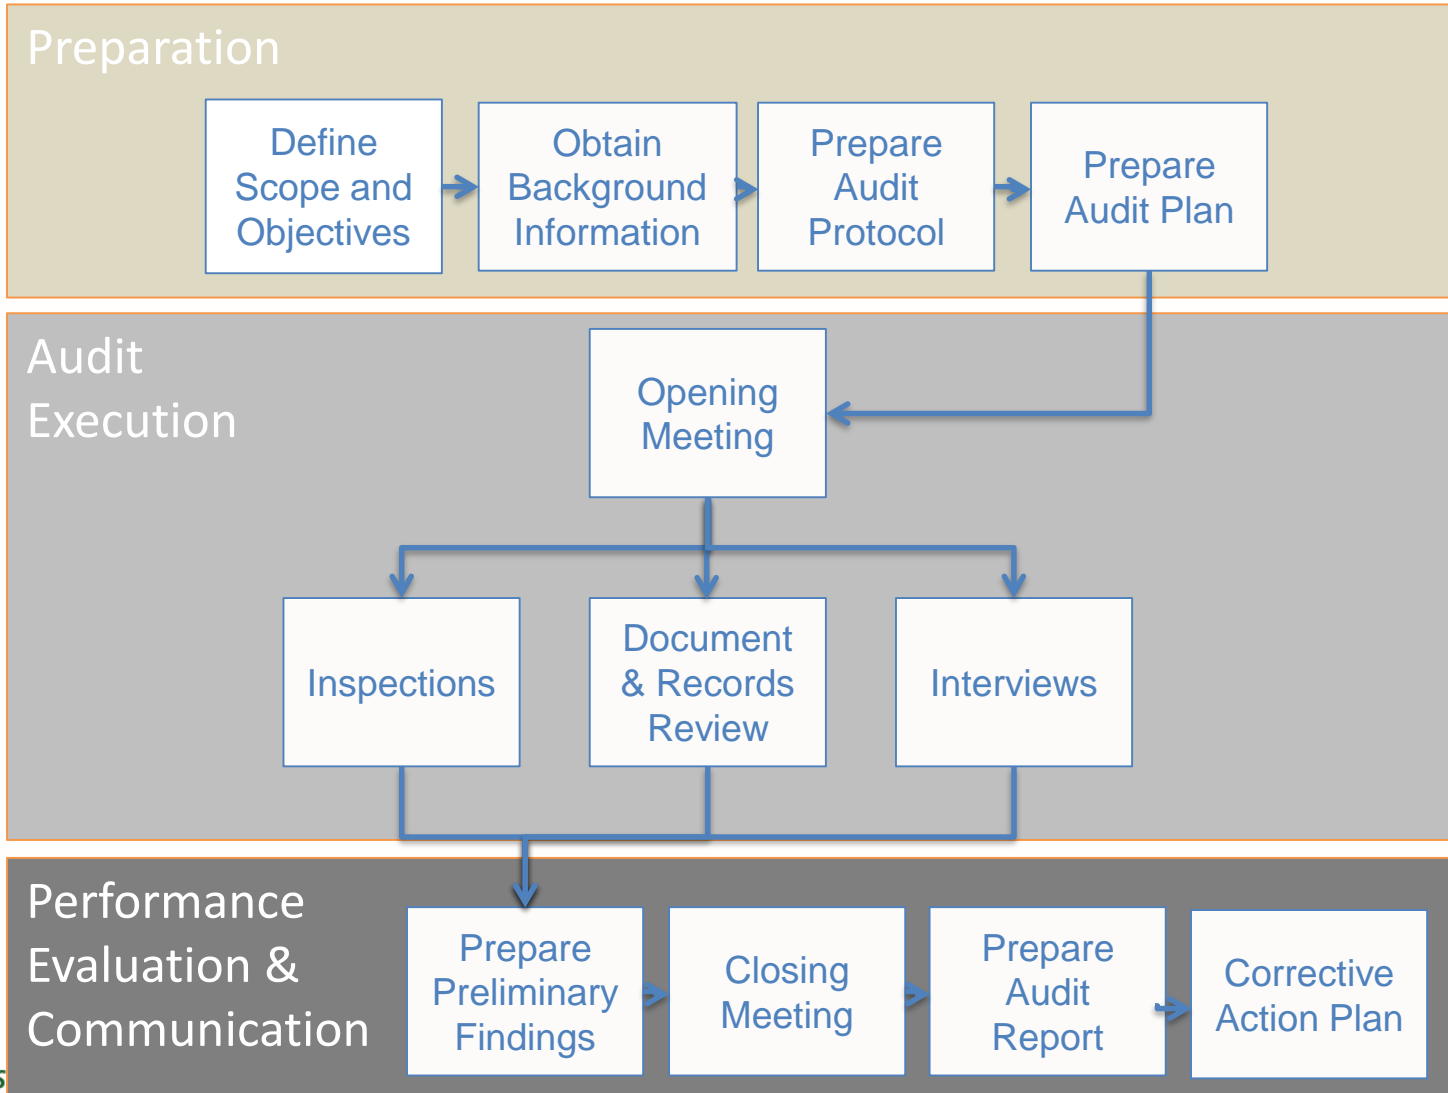 Preparation
Define
Scope and
Objectives
Obtain
Background
Information
Prepare
Audit
Protocol
Prepare
Audit Plan
Audit
Execution
Opening
Meeting
Inspections
Document
& Records
Review
Interviews
Performance
Evaluation &
Communication
Prepare
Preliminary
Findings
Closing
Meeting
Prepare
Audit
Report
Corrective
Action Plan